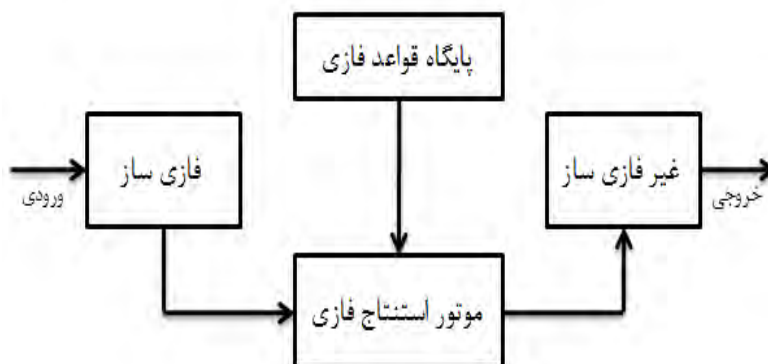 پایگاه قواعد فازی
فازی ساز
غیر فازی ساز
ورودی
خروجی
موتور استنتاج فازی